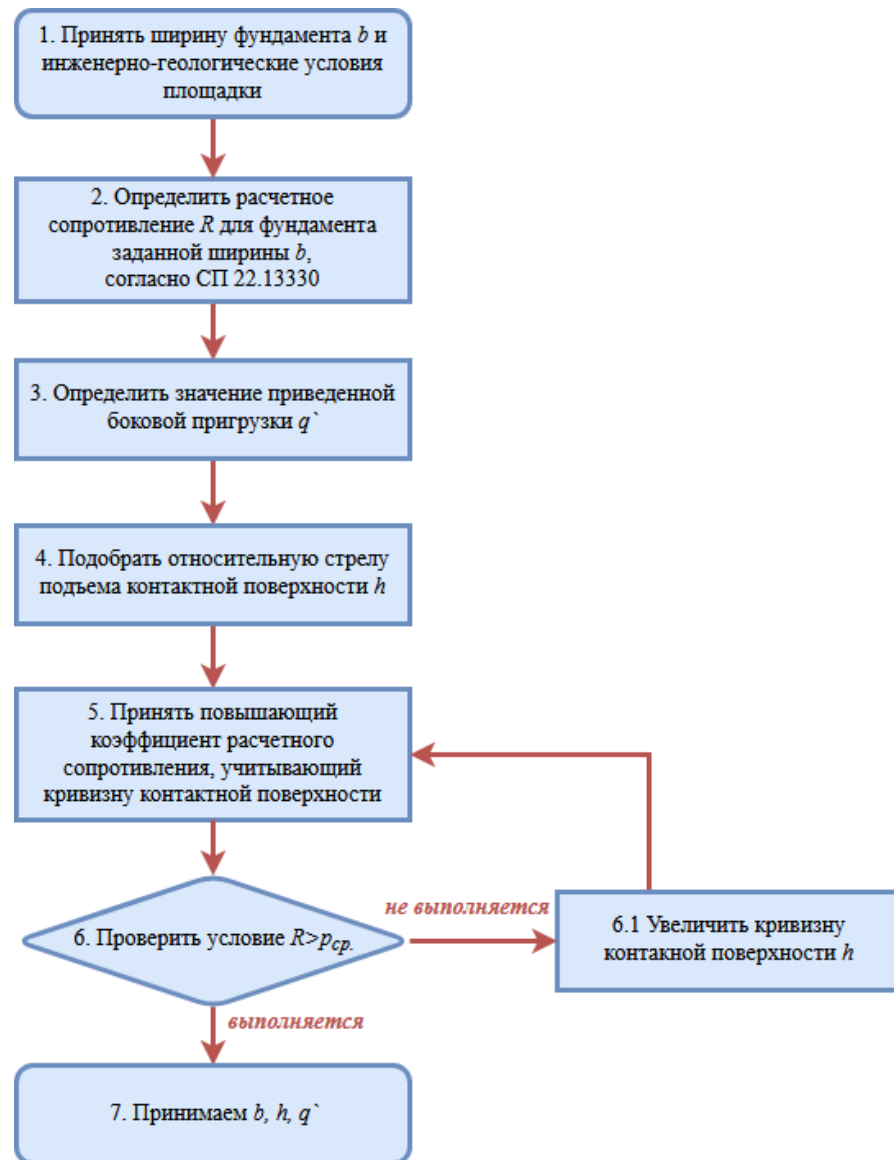 1. Принять ширину фундамента b и
инженерно-геологические условия
площадки
2. Определить расчетное
сопротивление R для фундамента
заданной ширины b,
согласно СП 22.13330
3. Определить значение приведенной
боковой пригрузки q`
4. Подобрать относительную стрелу
подъема контактной поверхности h
5. Принять повышающий
коэффициент расчетного
сопротивления, учитывающий
кривизну контактной поверхности
6. Проверить условие R>pср.
не выполняется
6.1 Увеличить кривизну
контакной поверхности h
выполняется
7. Принимаем b, h, q`